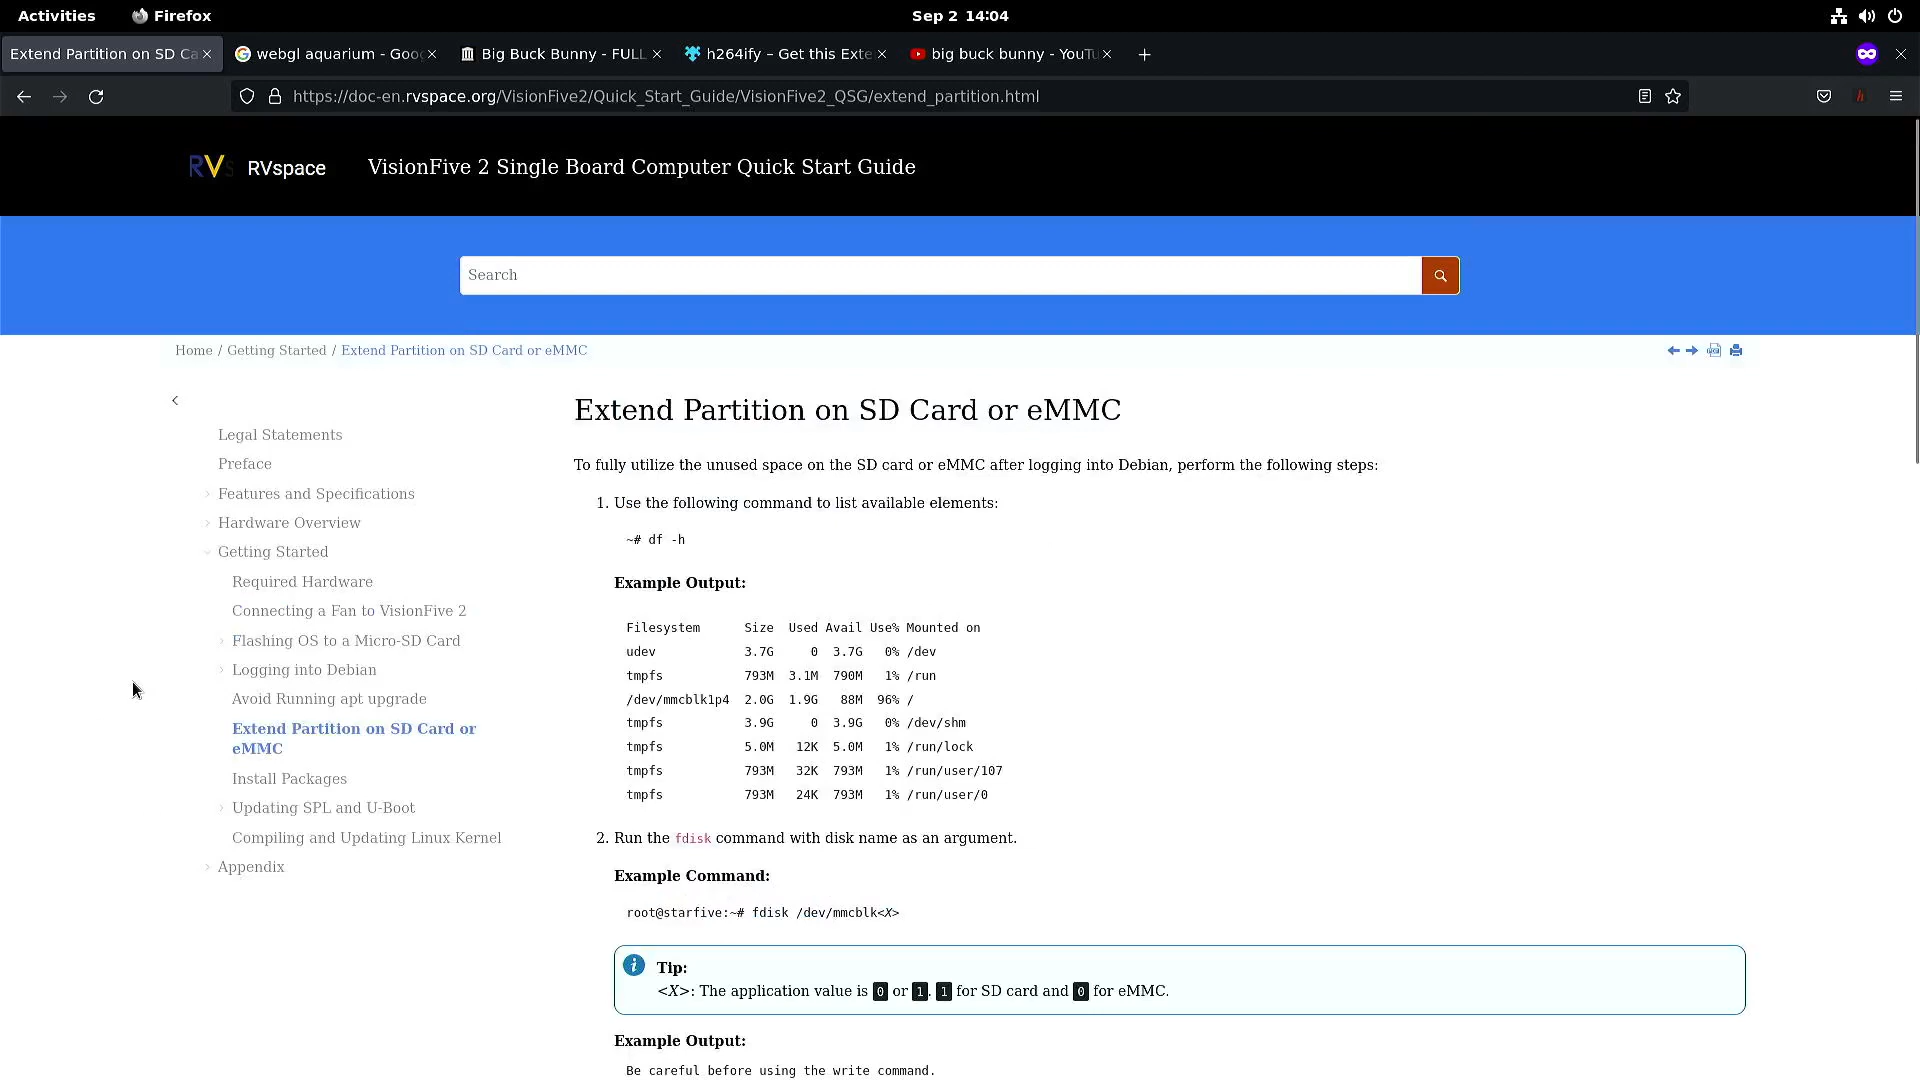 Activities Firefox Sep 2 14:04
Extend Partition on SD Ca
webgl aquarium - Goog
Big Buck Bunny - FULL
h264ify – Get this Exte
big buck bunny - YouTu
https://doc-en.rvspace.org/VisionFive2/Quick_Start_Guide/VisionFive2_QSG/extend_partition.html
RVs RVspace VisionFive 2 Single Board Computer Quick Start Guide
Search
Home / Getting Started / Extend Partition on SD Card or eMMC
Legal Statements
Preface
Features and Specifications
Hardware Overview
Getting Started
Required Hardware
Connecting a Fan to VisionFive 2
Flashing OS to a Micro-SD Card
Logging into Debian
Avoid Running apt upgrade
Extend Partition on SD Card or
eMMC
Install Packages
Updating SPL and U-Boot
Compiling and Updating Linux Kernel
Appendix
Extend Partition on SD Card or eMMC
To fully utilize the unused space on the SD card or eMMC after logging into Debian, perform the following steps:
1. Use the following command to list available elements:
~# df -h
Example Output:
Filesystem Size Used Avail Use% Mounted on
udev 3.7G 0 3.7G 0% /dev
tmpfs 793M 3.1M 790M 1% /run
/dev/mmcblk1p4 2.0G 1.9G 88M 96% /
tmpfs 3.9G 0 3.9G 0% /dev/shm
tmpfs 5.0M 12K 5.0M 1% /run/lock
tmpfs 793M 32K 793M 1% /run/user/107
tmpfs 793M 24K 793M 1% /run/user/0
2. Run the fdisk command with disk name as an argument.
Example Command:
root@starfive:~# fdisk /dev/mmcblk<X>
Tip:
<X>: The application value is 0 or 1. 1 for SD card and 0 for eMMC.
Example Output:
Be careful before using the write command.